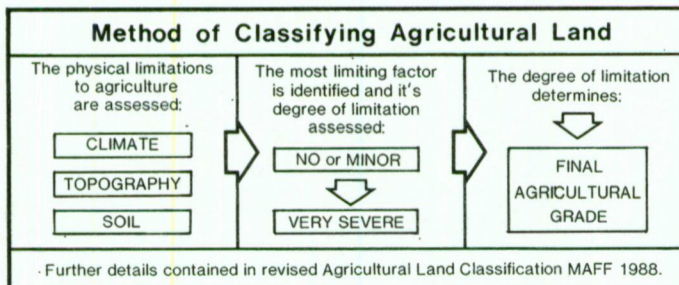 Method of Classifying Agricultural Land
The physical limitations
to agriculture
are assessed:
CLIMATE
TOPOGRAPHY
SOIL
The most limiting factor
is identified and it's
degree of limitation
assessed:
NO or MINOR
VERY SEVERE
The degree of limitation
determines:
FINAL
AGRICULTURAL
GRADE
Further details contained in revised Agricultural Land Classification MAFF 1988.